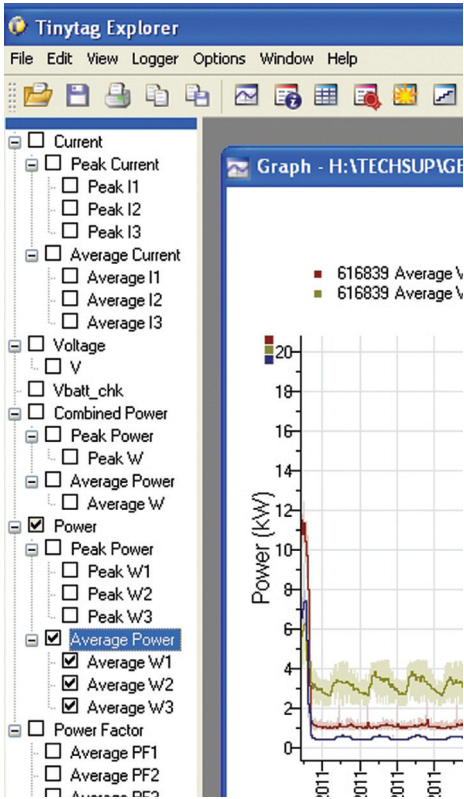 Tinytag Explorer
File Edit View Logger Options Window Help
Current
Peak Current
Peak I1
Peak I2
Peak I3
Average Current
Average I1
Average I2
Average I3
Voltage
V
Vbatt_chk
Combined Power
Peak Power
Peak W
Average Power
Average W
Power
Peak Power
Peak W1
Peak W2
Peak W3
Average Power
Average W1
Average W2
Average W3
Power Factor
Average PF1
Average PF2
Average PF3
Graph - H:\TECHSUP\GE
616839 Average
616839 Average
20
18
16
14
12
10
8
6
4
2
0
Power (kW)
2011
2011
2011
2011